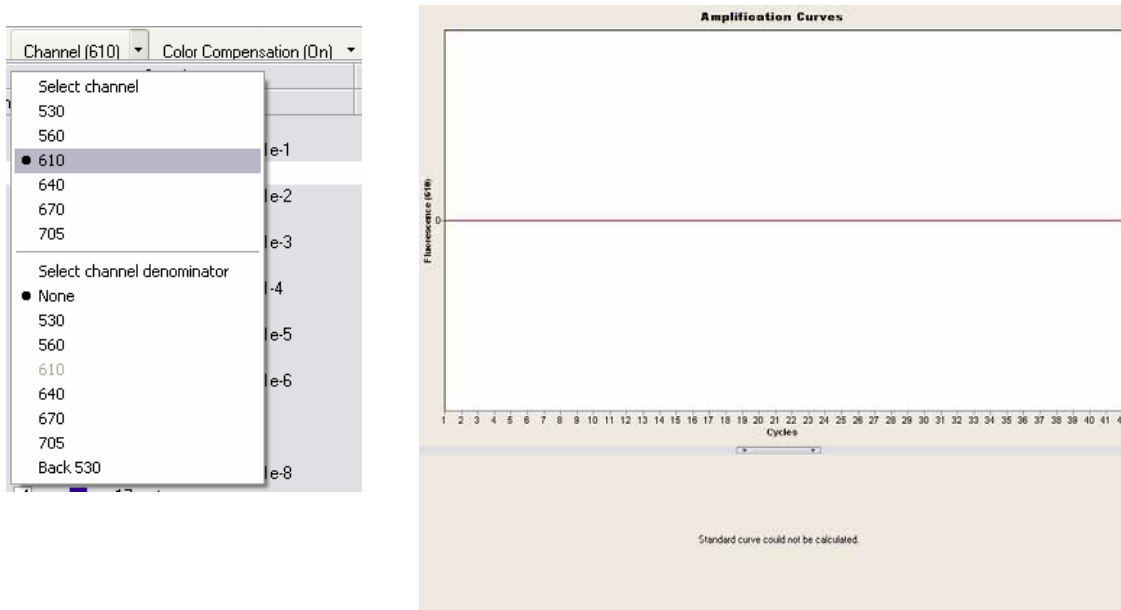 Channel (610)
Color Compensation (On)
Select channel
530
560
610
640
670
705
Select channel denominator
None
530
560
610
640
670
705
Back 530
le-1
le-2
le-3
l-4
le-5
le-6
le-8
Amplification Curves
Fluorescence (610)
0
1 2 3 4 5 6 7 8 9 10 11 12 13 14 15 16 17 18 19 20 21 22 23 24 25 26 27 28 29 30 31 32 33 34 35 36 37 38 39 40 41
Cycles
Standard curve could not be calculated.